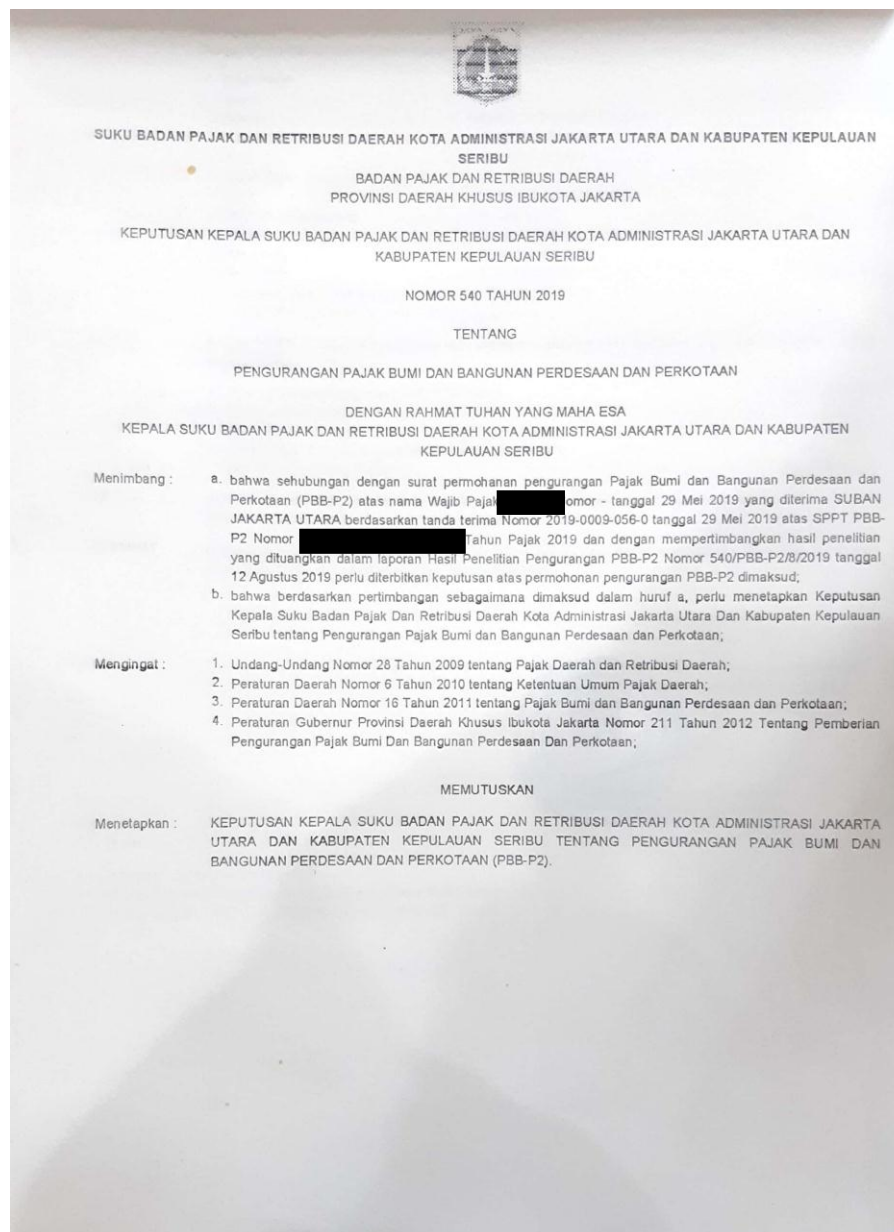 JAYA RAYA
SUKU BADAN PAJAK DAN RETRIBUSI DAERAH KOTA ADMINISTRASI JAKARTA UTARA DAN KABUPATEN KEPULAUAN
SERIBU
BADAN PAJAK DAN RETRIBUSI DAERAH
PROVINSI DAERAH KHUSUS IBUKOTA JAKARTA
KEPUTUSAN KEPALA SUKU BADAN PAJAK DAN RETRIBUSI DAERAH KOTA ADMINISTRASI JAKARTA UTARA DAN
KABUPATEN KEPULAUAN SERIBU
NOMOR 540 TAHUN 2019
TENTANG
PENGURANGAN PAJAK BUMI DAN BANGUNAN PERDESAAN DAN PERKOTAAN
DENGAN RAHMAT TUHAN YANG MAHA ESA
KEPALA SUKU BADAN PAJAK DAN RETRIBUSI DAERAH KOTA ADMINISTRASI JAKARTA UTARA DAN KABUPATEN
KEPULAUAN SERIBU
Menimbang : a. bahwa sehubungan dengan surat permohanan pengurangan Pajak Bumi dan Bangunan Perdesaan dan
Perkotaan (PBB-P2) atas nama Wajib Pajak omor - tanggal 29 Mei 2019 yang diterima SUBAN
JAKARTA UTARA berdasarkan tanda terima Nomor 2019-0009-056-0 tanggal 29 Mei 2019 atas SPPT PBB-
P2 Nomor Tahun Pajak 2019 dan dengan mempertimbangkan hasil penelitian
yang dituangkan dalam laporan Hasil Penelitian Pengurangan PBB-P2 Nomor 540/PBB-P2/8/2019 tanggal
12 Agustus 2019 perlu diterbitkan keputusan atas permohonan pengurangan PBB-P2 dimaksud;
b. bahwa berdasarkan pertimbangan sebagaimana dimaksud dalam huruf a, perlu menetapkan Keputusan
Kepala Suku Badan Pajak Dan Retribusi Daerah Kota Administrasi Jakarta Utara Dan Kabupaten Kepulauan
Seribu tentang Pengurangan Pajak Bumi dan Bangunan Perdesaan dan Perkotaan;
Mengingat : 1. Undang-Undang Nomor 28 Tahun 2009 tentang Pajak Daerah dan Retribusi Daerah;
2. Peraturan Daerah Nomor 6 Tahun 2010 tentang Ketentuan Umum Pajak Daerah;
3. Peraturan Daerah Nomor 16 Tahun 2011 tentang Pajak Bumi dan Bangunan Perdesaan dan Perkotaan;
4. Peraturan Gubernur Provinsi Daerah Khusus Ibukota Jakarta Nomor 211 Tahun 2012 Tentang Pemberian
Pengurangan Pajak Bumi Dan Bangunan Perdesaan Dan Perkotaan;
MEMUTUSKAN
Menetapkan : KEPUTUSAN KEPALA SUKU BADAN PAJAK DAN RETRIBUSI DAERAH KOTA ADMINISTRASI JAKARTA
UTARA DAN KABUPATEN KEPULAUAN SERIBU TENTANG PENGURANGAN PAJAK BUMI DAN
BANGUNAN PERDESAAN DAN PERKOTAAN (PBB-P2).